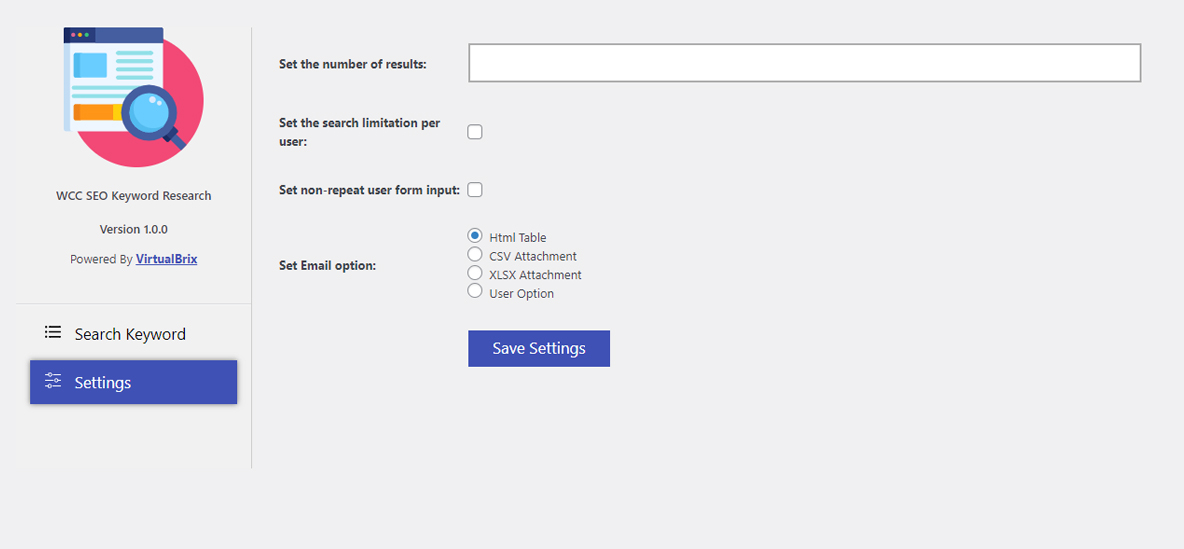 WCC SEO Keyword Research
Version 1.0.0
Powered By VirtualBrix
Search Keyword
Settings
Set the number of results:
Set the search limitation per
user:
Set non-repeat user form input:
Set Email option:
Html Table
CSV Attachment
XLSX Attachment
User Option
Save Settings